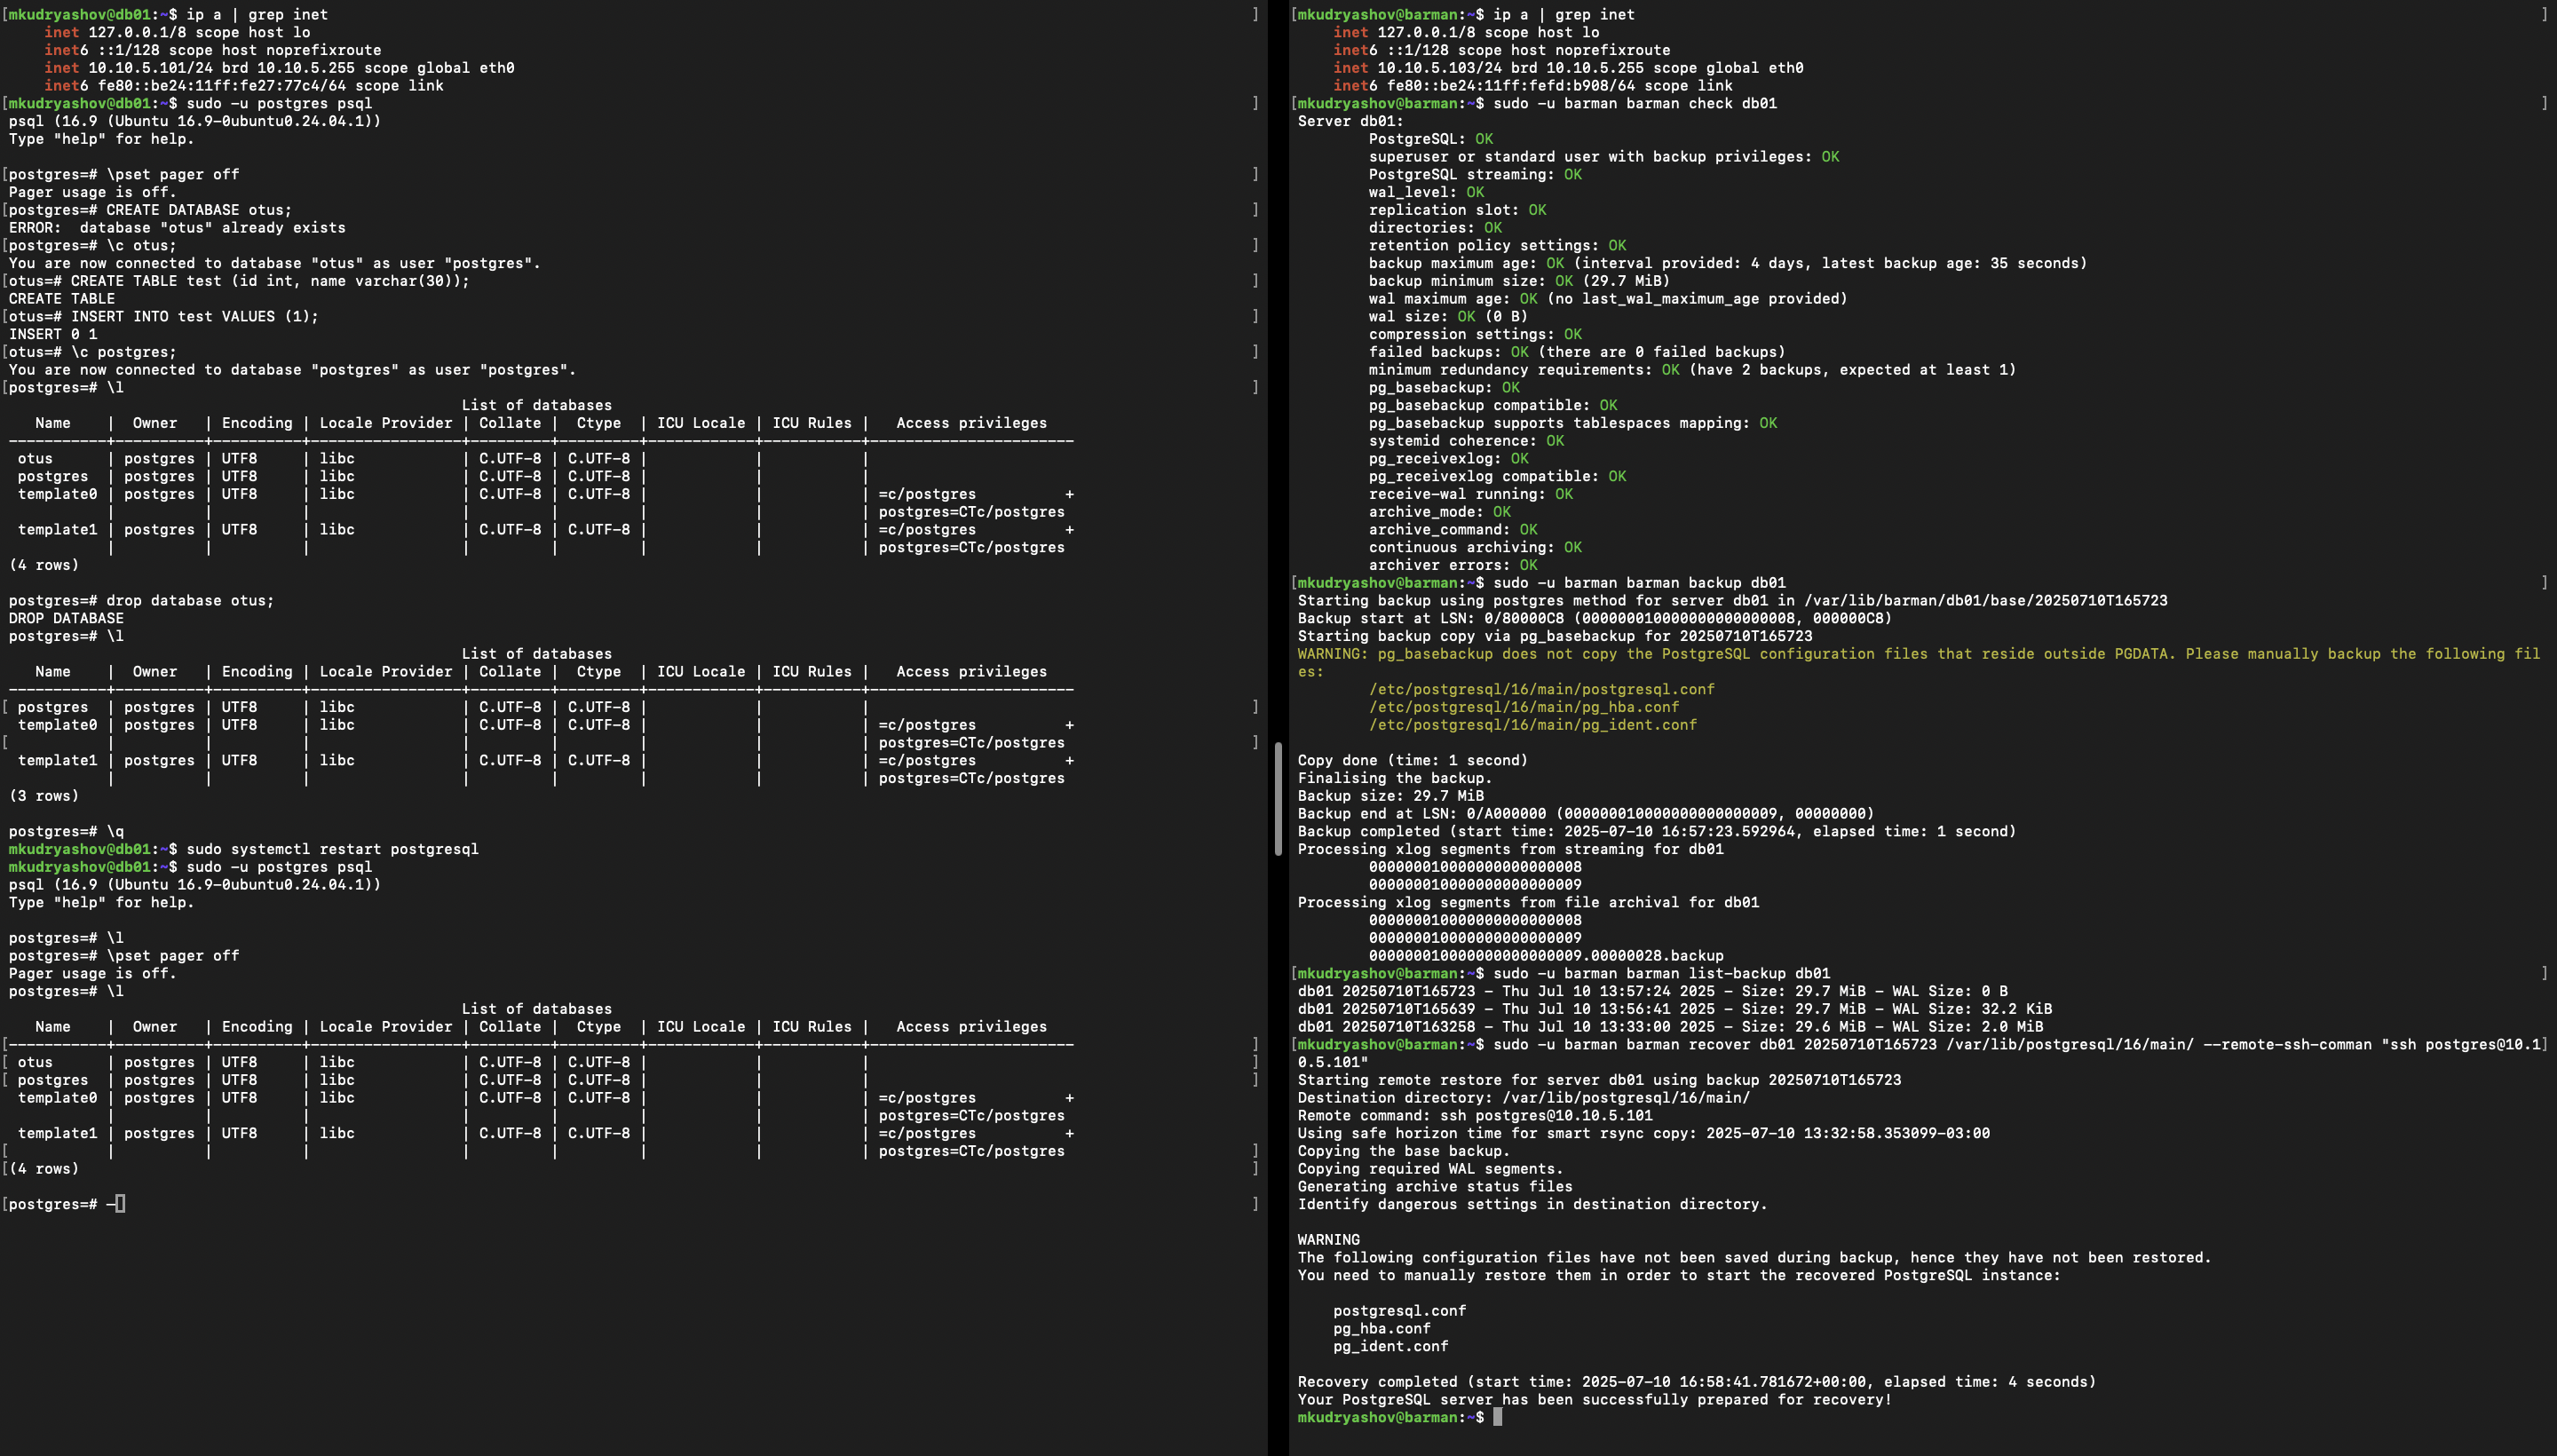 [mkudryashov@db01:~$ ip a | grep inet ]
    inet 127.0.0.1/8 scope host lo
    inet6 ::1/128 scope host noprefixroute
    inet 10.10.5.101/24 brd 10.10.5.255 scope global eth0
    inet6 fe80::be24:11ff:fe27:77c4/64 scope link
[mkudryashov@db01:~$ sudo -u postgres psql ]
psql (16.9 (Ubuntu 16.9-0ubuntu0.24.04.1))
Type "help" for help.
[postgres=# \pset pager off ]
Pager usage is off.
[postgres=# CREATE DATABASE otus; ]
ERROR:  database "otus" already exists
[postgres=# \c otus; ]
You are now connected to database "otus" as user "postgres".
[otus=# CREATE TABLE test (id int, name varchar(30)); ]
CREATE TABLE
[otus=# INSERT INTO test VALUES (1); ]
INSERT 0 1
[otus=# \c postgres; ]
You are now connected to database "postgres" as user "postgres".
[postgres=# \l ]
List of databases
   Name    |  Owner   | Encoding | Locale Provider | Collate |  Ctype  | ICU Locale | ICU Rules |   Access privileges
-----------+----------+----------+-----------------+---------+---------+------------+-----------+-----------------------
 otus      | postgres | UTF8     | libc            | C.UTF-8 | C.UTF-8 |            |           |
 postgres  | postgres | UTF8     | libc            | C.UTF-8 | C.UTF-8 |            |           |
 template0 | postgres | UTF8     | libc            | C.UTF-8 | C.UTF-8 |            |           | =c/postgres          +
           |          |          |                 |         |         |            |           | postgres=CTc/postgres
 template1 | postgres | UTF8     | libc            | C.UTF-8 | C.UTF-8 |            |           | =c/postgres          +
           |          |          |                 |         |         |            |           | postgres=CTc/postgres
(4 rows)
postgres=# drop database otus;
DROP DATABASE
postgres=# \l
List of databases
   Name    |  Owner   | Encoding | Locale Provider | Collate |  Ctype  | ICU Locale | ICU Rules |   Access privileges
-----------+----------+----------+-----------------+---------+---------+------------+-----------+-----------------------
[ postgres  | postgres | UTF8     | libc            | C.UTF-8 | C.UTF-8 |            |           | ]
 template0 | postgres | UTF8     | libc            | C.UTF-8 | C.UTF-8 |            |           | =c/postgres          +
[           |          |          |                 |         |         |            |           | postgres=CTc/postgres ]
 template1 | postgres | UTF8     | libc            | C.UTF-8 | C.UTF-8 |            |           | =c/postgres          +
           |          |          |                 |         |         |            |           | postgres=CTc/postgres
(3 rows)
postgres=# \q
mkudryashov@db01:~$ sudo systemctl restart postgresql
mkudryashov@db01:~$ sudo -u postgres psql
psql (16.9 (Ubuntu 16.9-0ubuntu0.24.04.1))
Type "help" for help.
postgres=# \l
postgres=# \pset pager off
Pager usage is off.
postgres=# \l
List of databases
   Name    |  Owner   | Encoding | Locale Provider | Collate |  Ctype  | ICU Locale | ICU Rules |   Access privileges
[-----------+----------+----------+-----------------+---------+---------+------------+-----------+----------------------- ]
[ otus      | postgres | UTF8     | libc            | C.UTF-8 | C.UTF-8 |            |           | ]
[ postgres  | postgres | UTF8     | libc            | C.UTF-8 | C.UTF-8 |            |           | ]
 template0 | postgres | UTF8     | libc            | C.UTF-8 | C.UTF-8 |            |           | =c/postgres          +
           |          |          |                 |         |         |            |           | postgres=CTc/postgres
 template1 | postgres | UTF8     | libc            | C.UTF-8 | C.UTF-8 |            |           | =c/postgres          +
[           |          |          |                 |         |         |            |           | postgres=CTc/postgres ]
[(4 rows) ]
[postgres=# - ]
[mkudryashov@barman:~$ ip a | grep inet ]
    inet 127.0.0.1/8 scope host lo
    inet6 ::1/128 scope host noprefixroute
    inet 10.10.5.103/24 brd 10.10.5.255 scope global eth0
    inet6 fe80::be24:11ff:fefd:b908/64 scope link
[mkudryashov@barman:~$ sudo -u barman barman check db01 ]
Server db01:
        PostgreSQL: OK
        superuser or standard user with backup privileges: OK
        PostgreSQL streaming: OK
        wal_level: OK
        replication slot: OK
        directories: OK
        retention policy settings: OK
        backup maximum age: OK (interval provided: 4 days, latest backup age: 35 seconds)
        backup minimum size: OK (29.7 MiB)
        wal maximum age: OK (no last_wal_maximum_age provided)
        wal size: OK (0 B)
        compression settings: OK
        failed backups: OK (there are 0 failed backups)
        minimum redundancy requirements: OK (have 2 backups, expected at least 1)
        pg_basebackup: OK
        pg_basebackup compatible: OK
        pg_basebackup supports tablespaces mapping: OK
        systemid coherence: OK
        pg_receivexlog: OK
        pg_receivexlog compatible: OK
        receive-wal running: OK
        archive_mode: OK
        archive_command: OK
        continuous archiving: OK
        archiver errors: OK
[mkudryashov@barman:~$ sudo -u barman barman backup db01 ]
Starting backup using postgres method for server db01 in /var/lib/barman/db01/base/20250710T165723
Backup start at LSN: 0/80000C8 (000000010000000000000008, 000000C8)
Starting backup copy via pg_basebackup for 20250710T165723
WARNING: pg_basebackup does not copy the PostgreSQL configuration files that reside outside PGDATA. Please manually backup the following fil
es:
        /etc/postgresql/16/main/postgresql.conf
        /etc/postgresql/16/main/pg_hba.conf
        /etc/postgresql/16/main/pg_ident.conf
Copy done (time: 1 second)
Finalising the backup.
Backup size: 29.7 MiB
Backup end at LSN: 0/A000000 (000000010000000000000009, 00000000)
Backup completed (start time: 2025-07-10 16:57:23.592964, elapsed time: 1 second)
Processing xlog segments from streaming for db01
        000000010000000000000008
        000000010000000000000009
Processing xlog segments from file archival for db01
        000000010000000000000008
        000000010000000000000009
        000000010000000000000009.00000028.backup
[mkudryashov@barman:~$ sudo -u barman barman list-backup db01 ]
db01 20250710T165723 - Thu Jul 10 13:57:24 2025 - Size: 29.7 MiB - WAL Size: 0 B
db01 20250710T165639 - Thu Jul 10 13:56:41 2025 - Size: 29.7 MiB - WAL Size: 32.2 KiB
db01 20250710T163258 - Thu Jul 10 13:33:00 2025 - Size: 29.6 MiB - WAL Size: 2.0 MiB
[mkudryashov@barman:~$ sudo -u barman barman recover db01 20250710T165723 /var/lib/postgresql/16/main/ --remote-ssh-comman "ssh postgres@10.1]
0.5.101"
Starting remote restore for server db01 using backup 20250710T165723
Destination directory: /var/lib/postgresql/16/main/
Remote command: ssh postgres@10.10.5.101
Using safe horizon time for smart rsync copy: 2025-07-10 13:32:58.353099-03:00
Copying the base backup.
Copying required WAL segments.
Generating archive status files
Identify dangerous settings in destination directory.
WARNING
The following configuration files have not been saved during backup, hence they have not been restored.
You need to manually restore them in order to start the recovered PostgreSQL instance:
    postgresql.conf
    pg_hba.conf
    pg_ident.conf
Recovery completed (start time: 2025-07-10 16:58:41.781672+00:00, elapsed time: 4 seconds)
Your PostgreSQL server has been successfully prepared for recovery!
mkudryashov@barman:~$